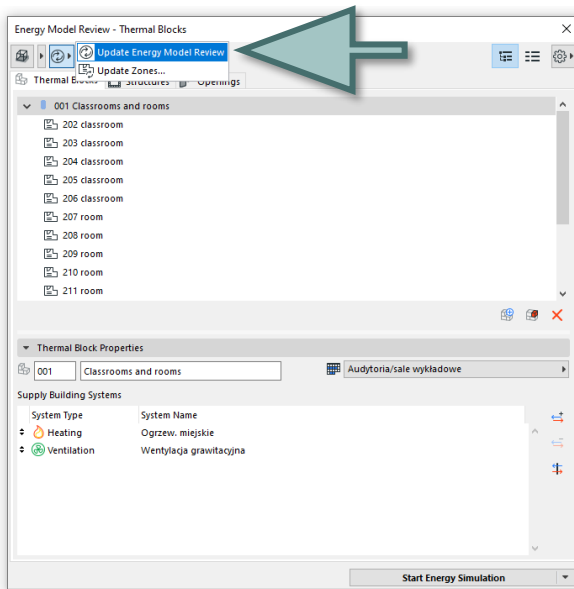 Energy Model Review - Thermal Blocks
Update Energy Model Review
Update Zones...
Thermal Blocks Structures Openings
001 Classrooms and rooms
202 classroom
203 classroom
204 classroom
205 classroom
206 classroom
207 room
208 room
209 room
210 room
211 room
Thermal Block Properties
001 Classrooms and rooms Audytoria/sale wykładowe
Supply Building Systems
System Type System Name
Heating Ogrzew. miejskie
Ventilation Wentylacja grawitacyjna
Start Energy Simulation